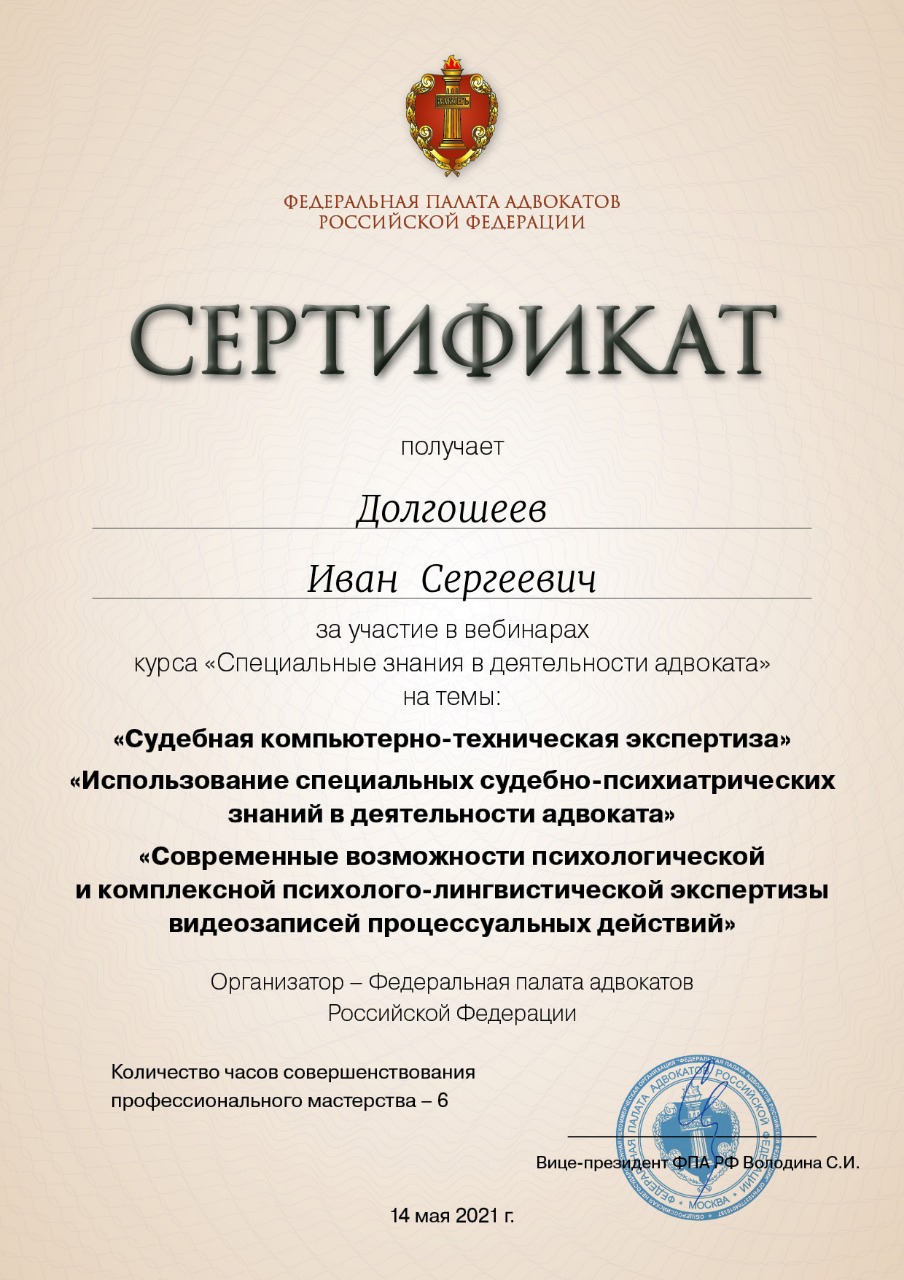 ЗАКОНЪ
ФЕДЕРАЛЬНАЯ ПАЛАТА АДВОКАТОВ
РОССИЙСКОЙ ФЕДЕРАЦИИ
СЕРТИФИКАТ
получает
Долгошеев
Иван Сергеевич
за участие в вебинарах
курса «Специальные знания в деятельности адвоката»
на темы:
«Судебная компьютерно-техническая экспертиза»
«Использование специальных судебно-психиатрических
знаний в деятельности адвоката»
«Современные возможности психологической
и комплексной психолого-лингвистической экспертизы
видеозаписей процессуальных действий»
Организатор – Федеральная палата адвокатов
Российской Федерации
Количество часов совершенствования
профессионального мастерства – 6
ФЕДЕРАЛЬНАЯ ПАЛАТА АДВОКАТОВ РОССИЙСКОЙ ФЕДЕРАЦИИ
МОСКВА
Вице-президент ФПА РФ Володина С.И.
14 мая 2021 г.